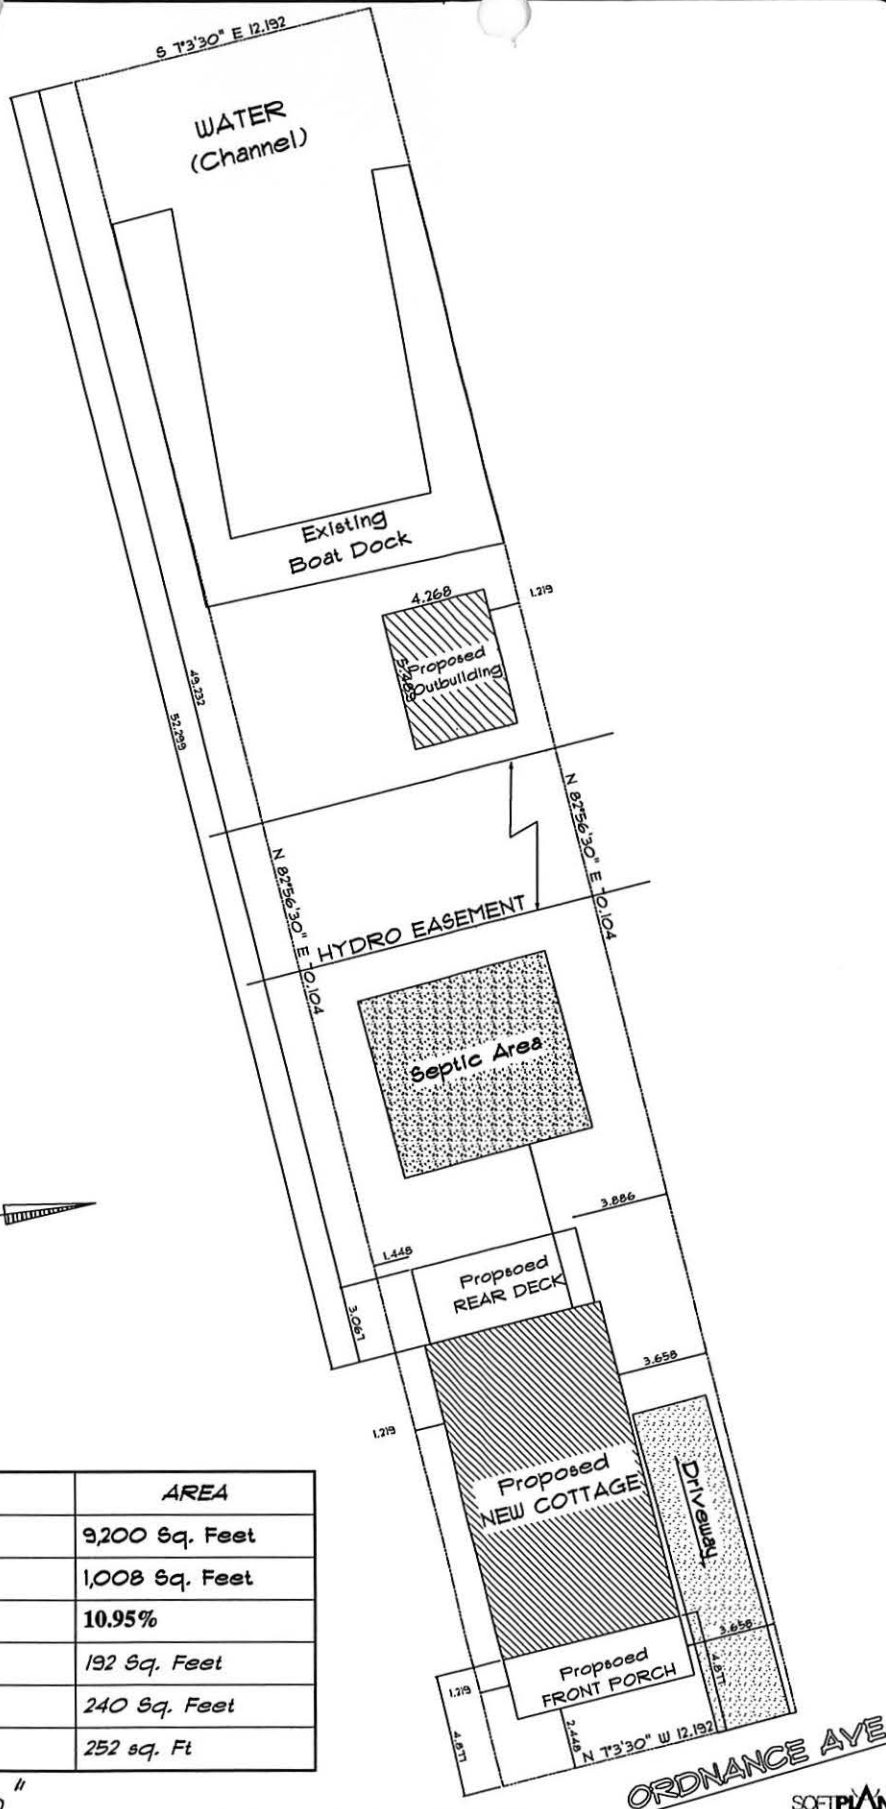 S 7°3'30" E 12.192
WATER
(Channel)
Existing
Boat Dock
4.268
1.219
Proposed
Outbuilding
49.232
52.299
N 82°56'30" E
0.104
N 82°56'30" E
0.104
HYDRO EASEMENT
Septic Area
3.886
1.448
Propsoed
REAR DECK
3.067
3.658
1.219
Proposed
NEW COTTAGE
Driveway
AREA
9,200 Sq. Feet
1,008 Sq. Feet
10.95%
192 Sq. Feet
240 Sq. Feet
252 sq. Ft
3.658
4.877
Propsoed
FRONT PORCH
1.219
4.877
2.448
N 7°3'30" W 12.192
ORDNANCE AVE
SOFTPLAN